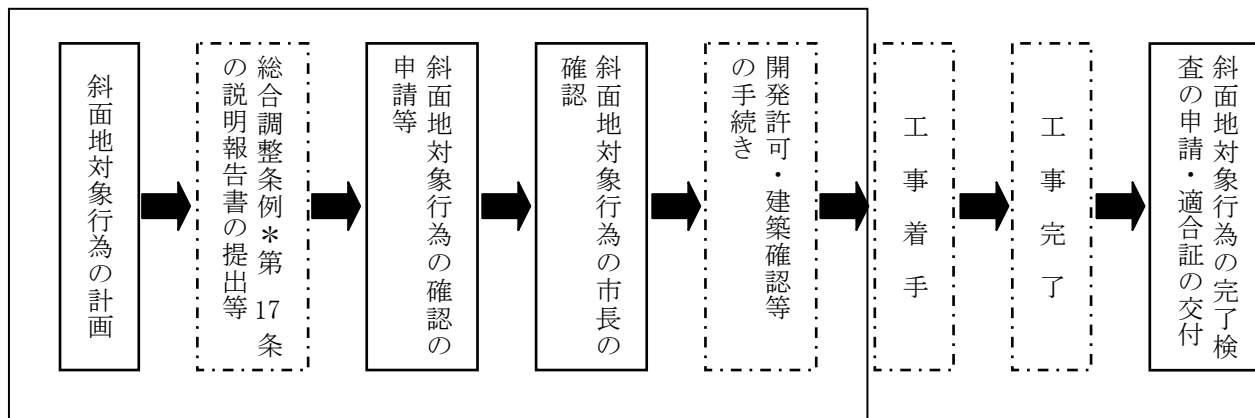 斜面地対象行為の計画
総合調整条例＊第 17 条
の説明報告書の提出等
斜面地対象行為の確認の
申請等
斜面地対象行為の市長の
確認
開発許可・建築確認等
の手続き
工事着手
工事完了
斜面地対象行為の完了検
査の申請・適合証の交付